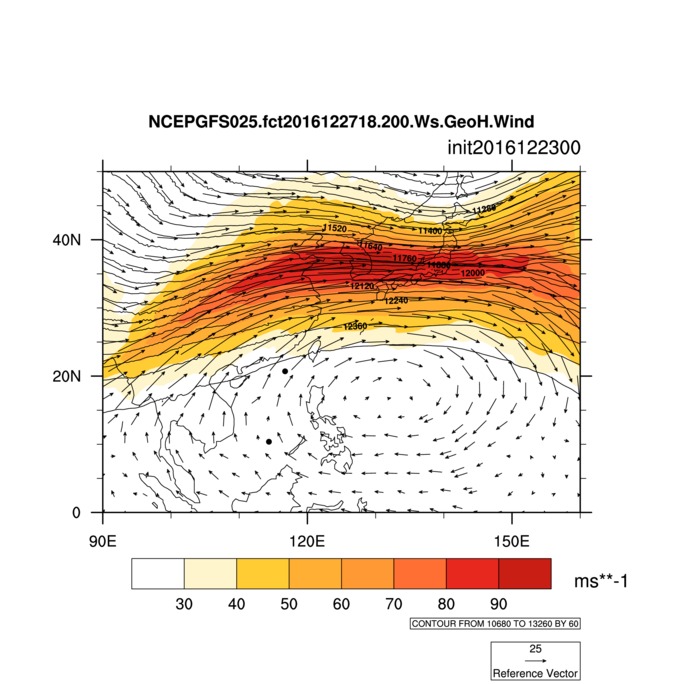 NCEPGFS025.fct2016122718.200.Ws.GeoH.Wind
init2016122300
11280
11520
11400
11640
11760
11880
12000
12120
12240
12360
40N
20N
0
90E 120E 150E
ms**-1
30 40 50 60 70 80 90
CONTOUR FROM 10680 TO 13260 BY 60
25
Reference Vector